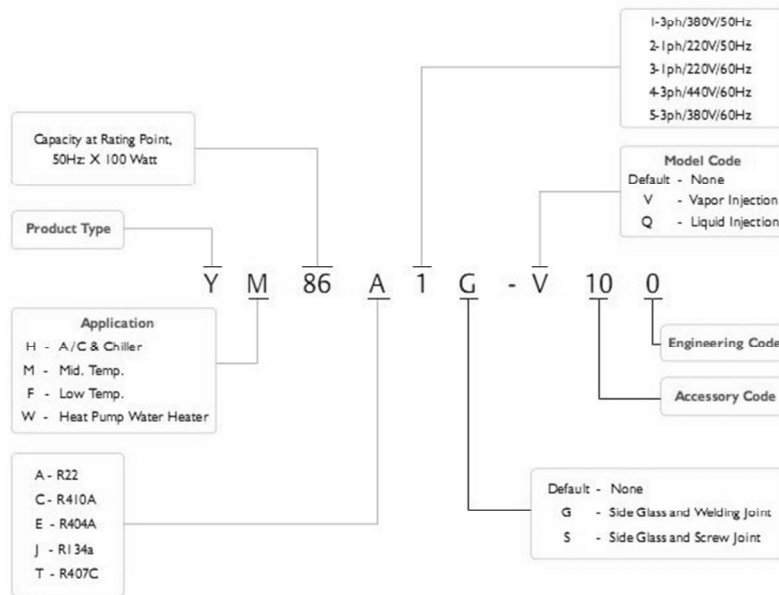 1-3ph/380V/50Hz
2-1ph/220V/50Hz
3-1ph/220V/60Hz
4-3ph/440V/60Hz
5-3ph/380V/60Hz
Capacity at Rating Point,
50Hz: X 100 Watt
Model Code
Default - None
V - Vapor Injection
Q - Liquid Injection
Product Type
Y M 86 A 1 G - V 10 0
Application
H - A/C & Chiller
M - Mid. Temp.
F - Low Temp.
W - Heat Pump Water Heater
Engineering Code
Accessory Code
A - R22
C - R410A
E - R404A
J - R134a
T - R407C
Default - None
G - Side Glass and Welding Joint
S - Side Glass and Screw Joint